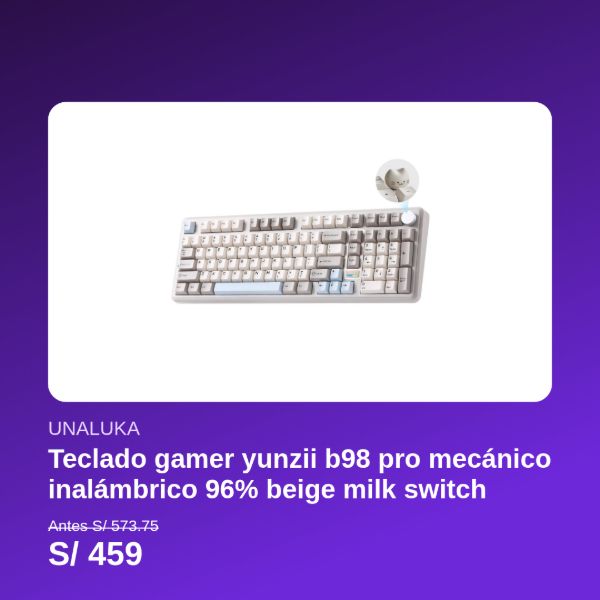 UNALUKA
Teclado gamer yunzii b98 pro mecánico
inalámbrico 96% beige milk switch
Antes S/ 573.75
S/ 459